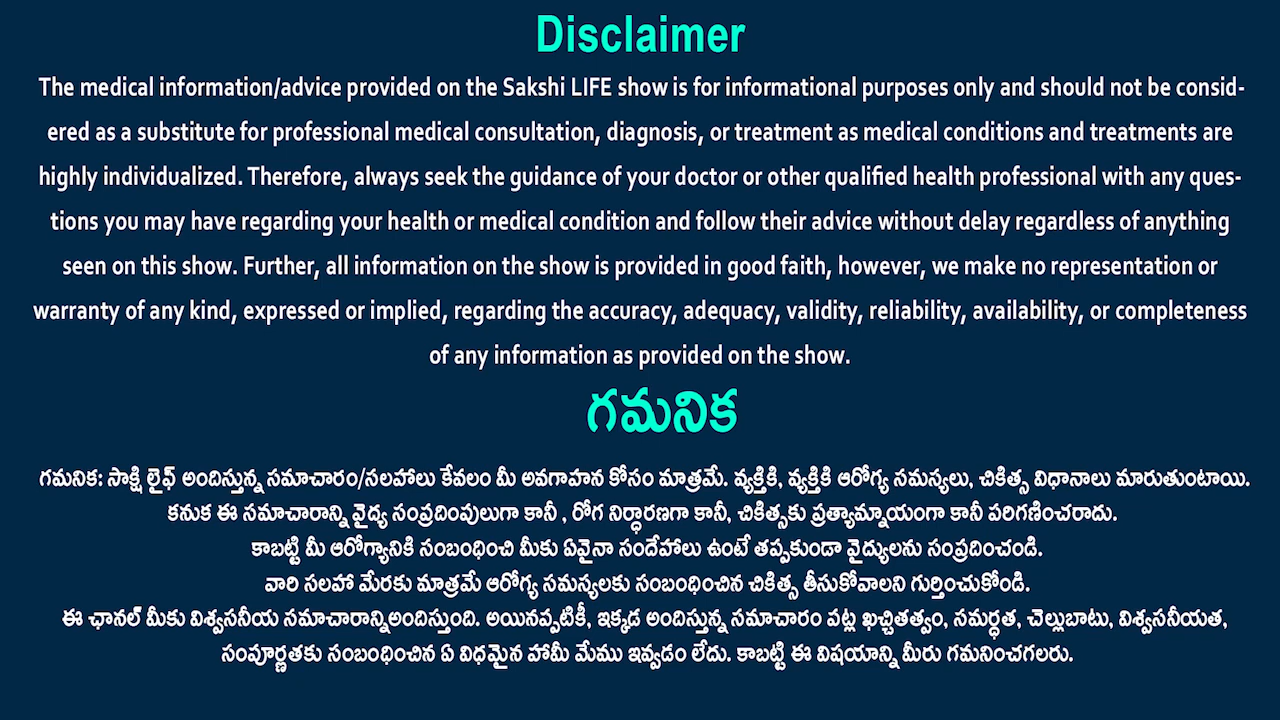 Disclaimer
The medical information/advice provided on the Sakshi LIFE show is for informational purposes only and should not be consid-
ered as a substitute for professional medical consultation, diagnosis, or treatment as medical conditions and treatments are
highly individualized. Therefore, always seek the guidance of your doctor or other qualified health professional with any ques-
tions you may have regarding your health or medical condition and follow their advice without delay regardless of anything
seen on this show. Further, all information on the show is provided in good faith, however, we make no representation or
warranty of any kind, expressed or implied, regarding the accuracy, adequacy, validity, reliability, availability, or completeness
of any information as provided on the show.
గమనిక
గమనిక: సాక్షి లైఫ్ అందిస్తున్న సమాచారం/సలహాలు కేవలం మీ అవగాహన కోసం మాత్రమే. వ్యక్తికి, వ్యక్తికి ఆరోగ్య సమస్యలు, చికిత్స విధానాలు మారుతుంటాయి.
కనుక ఈ సమాచారాన్ని వైద్య సంప్రదింపులుగా కానీ , రోగ నిర్ధారణగా కానీ, చికిత్సకు ప్రత్యామ్నాయంగా కానీ పరిగణించరాదు.
కాబట్టి మీ ఆరోగ్యానికి సంబంధించి మీకు ఏవైనా సందేహాలు ఉంటే తప్పకుండా వైద్యులను సంప్రదించండి.
వారి సలహా మేరకు మాత్రమే ఆరోగ్య సమస్యలకు సంబంధించిన చికిత్స తీసుకోవాలని గుర్తించుకోండి.
ఈ ఛానల్ మీకు విశ్వసనీయ సమాచారాన్నిఅందిస్తుంది. అయినప్పటికీ, ఇక్కడ అందిస్తున్న సమాచారం పట్ల ఖచ్చితత్వం, సమర్ధత, చెల్లుబాటు, విశ్వసనీయత,
సంపూర్ణతకు సంబంధించిన ఏ విధమైన హామీ మేము ఇవ్వడం లేదు. కాబట్టి ఈ విషయాన్ని మీరు గమనించగలరు.